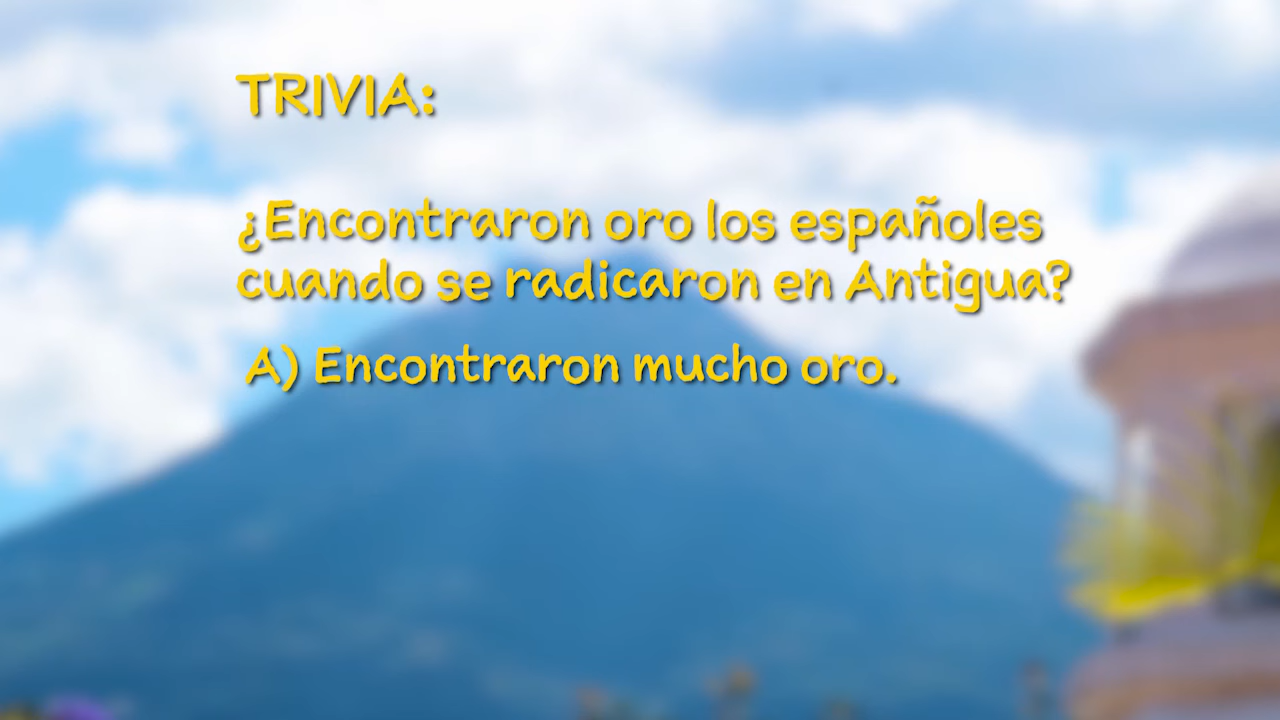 TRIVIA:
¿Encontraron oro los españoles
cuando se radicaron en Antigua?
A) Encontraron mucho oro.